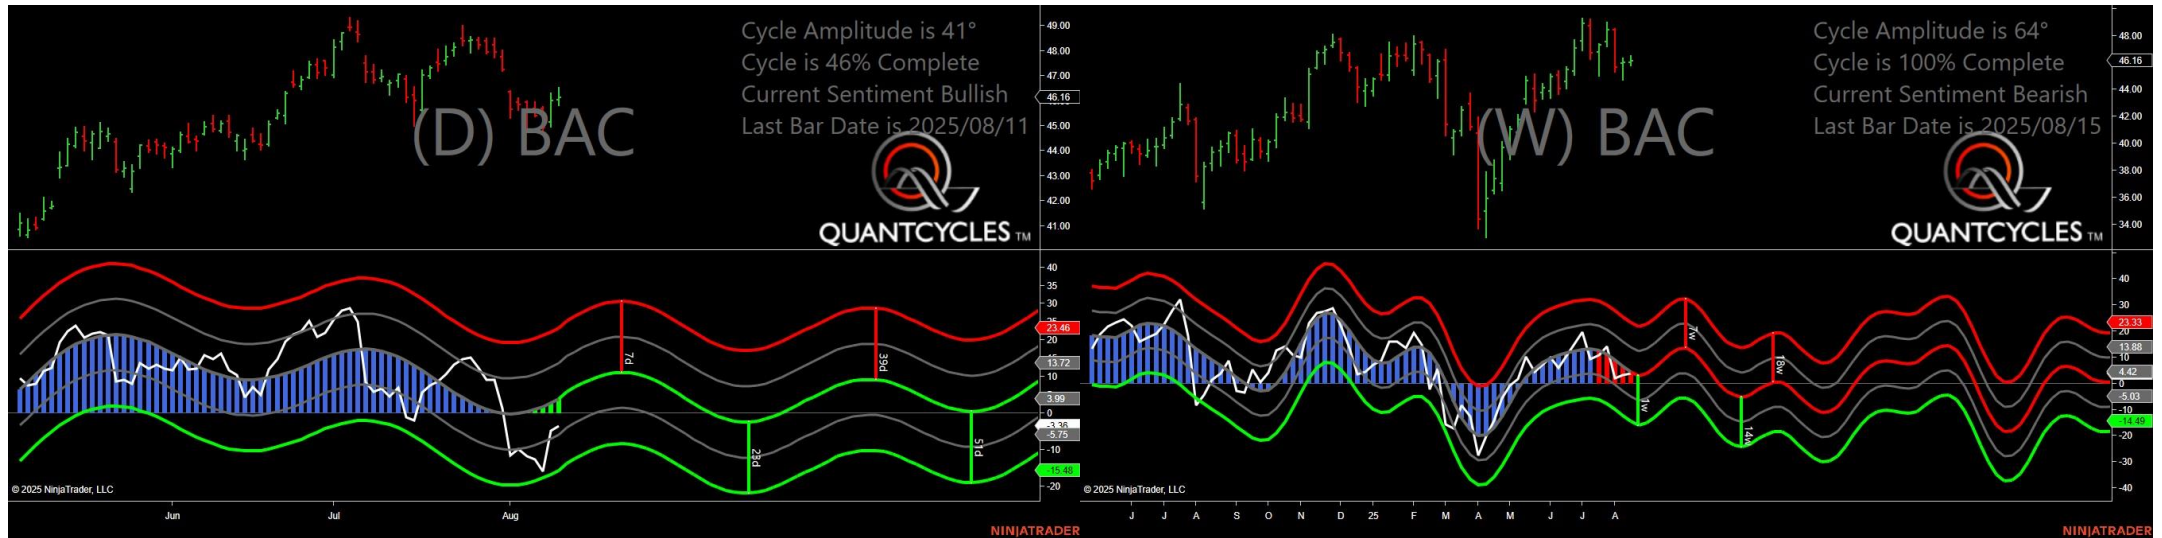 Cycle Amplitude is 41°
Cycle is 46% Complete
Current Sentiment Bullish
Last Bar Date is 2025/08/11
(D) BAC
QUANTCYCLES TM
49.00
48.00
47.00
46.16
45.00
44.00
43.00
42.00
41.00
40
35
30
23.46
20
13.72
10
3.99
0
-3.36
-5.75
-10
-15.48
-20
7d
23d
39d
51d
© 2025 NinjaTrader, LLC
Jun Jul Aug
NINJATRADER
Cycle Amplitude is 64°
Cycle is 100% Complete
Current Sentiment Bearish
Last Bar Date is 2025/08/15
(W) BAC
QUANTCYCLES TM
48.00
46.16
44.00
42.00
40.00
38.00
36.00
34.00
40
30
23.33
20
13.88
10
4.42
0
-5.03
-10
-14.49
-20
-30
-40
1w
7w
14w
18w
© 2025 NinjaTrader, LLC
J J A S O N D 25 F M A M J J A
NINJATRADER